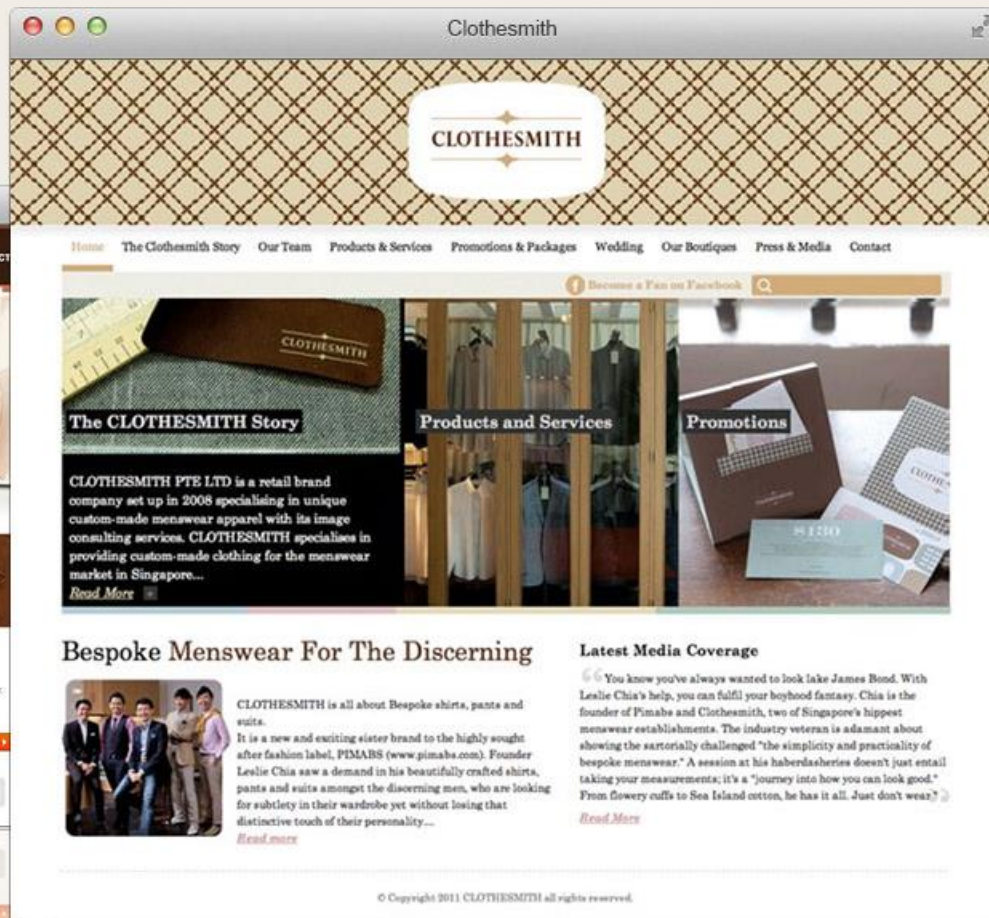 Clothesmith
CLOTHESMITH
Home The Clothesmith Story Our Team Products & Services Promotions & Packages Wedding Our Boutiques Press & Media Contact
Become a Fan on Facebook
CLOTHESMITH
The CLOTHESMITH Story
Products and Services
Promotions
CLOTHESMITH PTE LTD is a retail brand
company set up in 2008 specialising in unique
custom-made menswear apparel with its image
consulting services. CLOTHESMITH specialises in
providing custom-made clothing for the menswear
market in Singapore...
Read More +
$130
Bespoke Menswear For The Discerning
CLOTHESMITH is all about Bespoke shirts, pants and
suits.
It is a new and exciting sister brand to the highly sought
after fashion label, PIMABS (www.pimabs.com). Founder
Leslie Chia saw a demand in his beautifully crafted shirts,
pants and suits amongst the discerning men, who are looking
for subtlety in their wardrobe yet without losing that
distinctive touch of their personality....
Read more
Latest Media Coverage
“ You know you've always wanted to look lake James Bond. With
Leslie Chia's help, you can fulfil your boyhood fantasy. Chia is the
founder of Pimabs and Clothesmith, two of Singapore's hippest
menswear establishments. The industry veteran is adamant about
showing the sartorially challenged "the simplicity and practicality of
bespoke menswear." A session at his haberdasheries doesn't just entail
taking your measurements; it's a "journey into how you can look good."
From flowery cuffs to Sea Island cotton, he has it all. Just don't wear ”
Read More
© Copyright 2011 CLOTHESMITH all rights reserved.